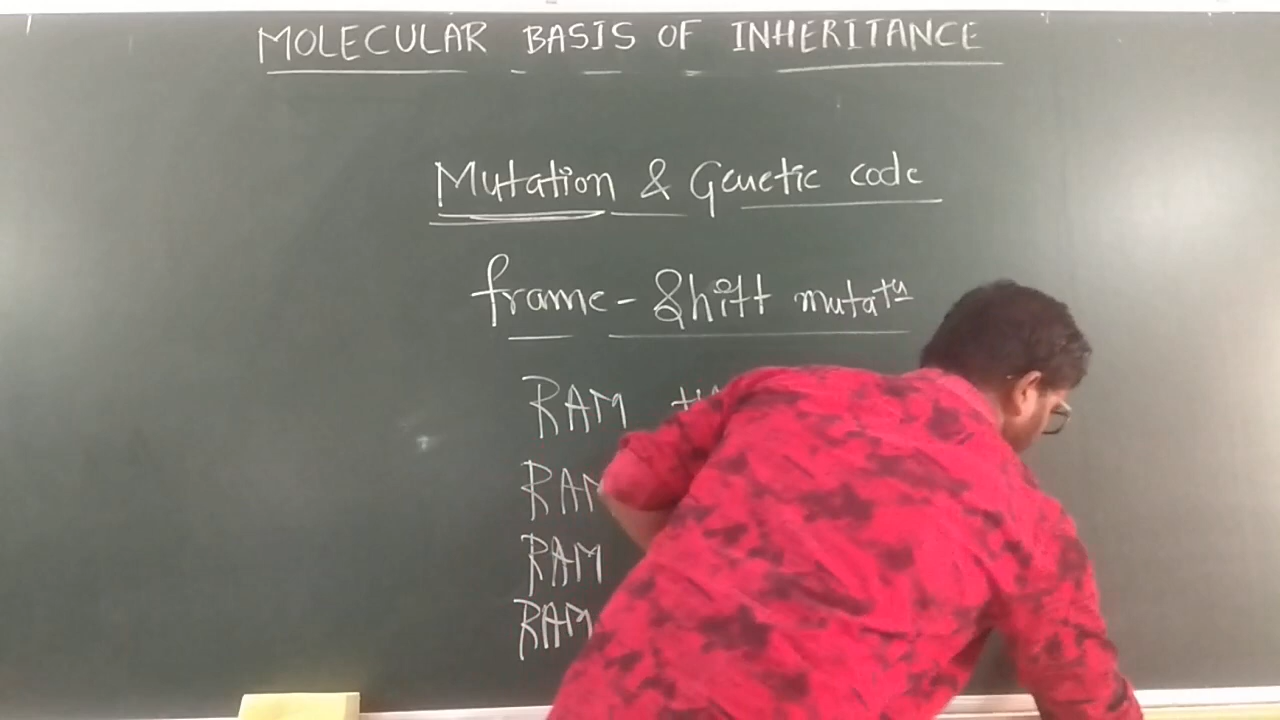 MOLECULAR BASIS OF INHERITANCE
Mutation & Genetic code
frame-Shift mutatn
RAM
RAM
RAM
RAM